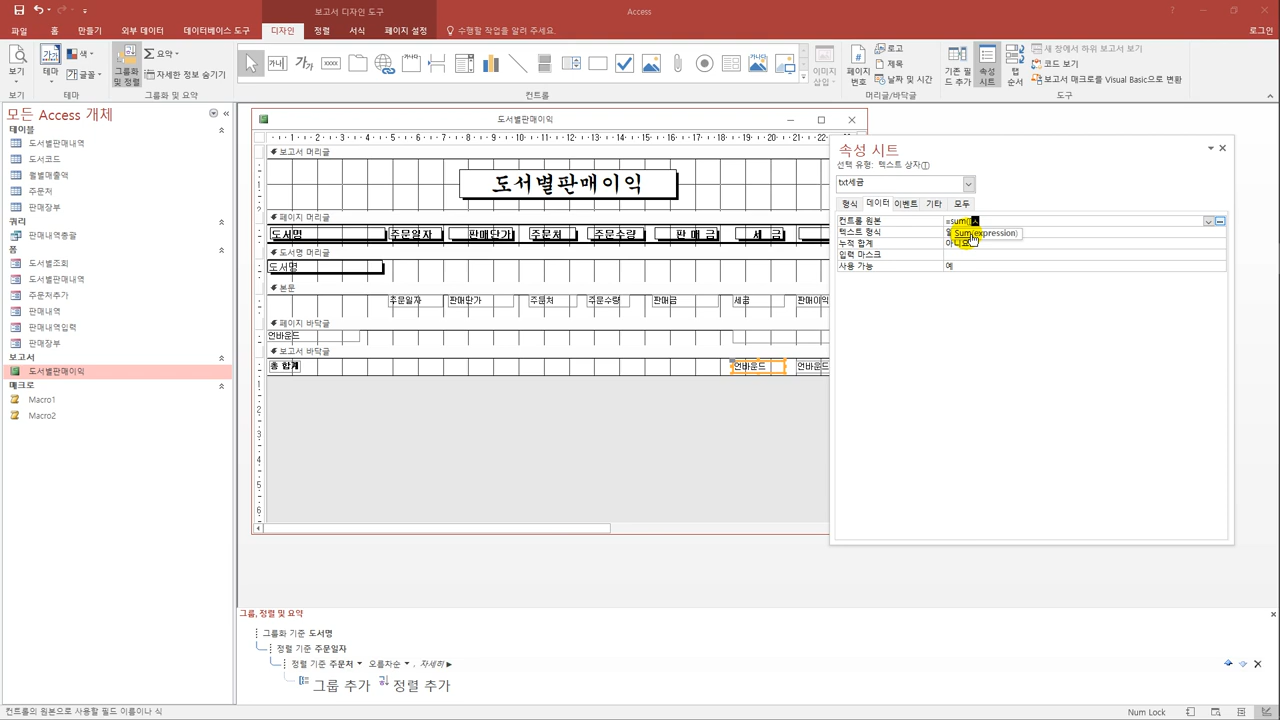 보고서 디자인 도구
Access
파일 홈 만들기 외부 데이터 데이터베이스 도구 디자인 정렬 서식 페이지 설정 수행할 작업을 알려 주세요.
로그인
보기
테마
색
글꼴
그룹화 및 정렬
요약
자세한 정보 숨기기
이미지 삽입
페이지 번호
로고
제목
날짜 및 시간
기존 필드 추가
속성 시트
탭 순서
새 창에서 하위 보고서 보기
코드 보기
보고서 매크로를 Visual Basic으로 변환
보기 테마 그룹화 및 요약 컨트롤 머리글/바닥글 도구
모든 Access 개체
테이블
도서별판매내역
도서코드
월별매출액
주문처
판매장부
쿼리
판매내역총괄
폼
도서별조회
도서별판매내역
주문처추가
판매내역
판매내역입력
판매장부
보고서
도서별판매이익
매크로
Macro1
Macro2
도서별판매이익
보고서 머리글
도서별판매이익
페이지 머리글
도서명 주문일자 판매단가 주문처 주문수량 판 매 금 세 금
도서명 머리글
도서명
본문
주문일자 판매단가 주문처 주문수량 판매금 세금 판매이익
페이지 바닥글
언바운드
보고서 바닥글
총 합계 언바운드 언바운드
속성 시트
선택 유형: 텍스트 상자(T)
txt세금
형식 데이터 이벤트 기타 모두
컨트롤 원본
텍스트 형식
Sum(expression)
누적 합계 아니요
입력 마스크
사용 가능 예
그룹, 정렬 및 요약
그룹화 기준 도서명
정렬 기준 주문일자
정렬 기준 주문처 오름차순 , 자세히
그룹 추가 정렬 추가
컨트롤의 원본으로 사용할 필드 이름이나 식
Num Lock